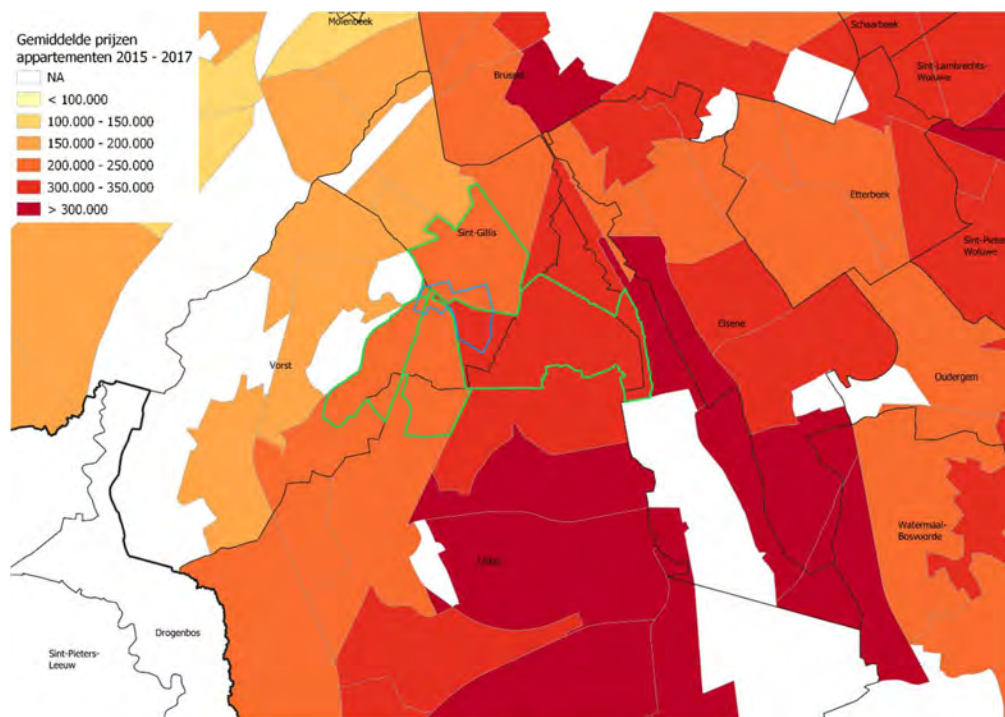 Gemiddelde prijzen
appartementen 2015 - 2017
NA
< 100.000
100.000 - 150.000
150.000 - 200.000
200.000 - 250.000
300.000 - 350.000
> 300.000
Molenbeek
Schaarbeek
Sint-Lambrechts-
Woluwe
Brussel
Etterbeek
Sint-Gillis
Sint-Pieters
Woluwe
Elsene
Vorst
Oudergem
Watermaal-
Bosvoorde
Ukkel
Drogenbos
Sint-Pieters-
Leeuw